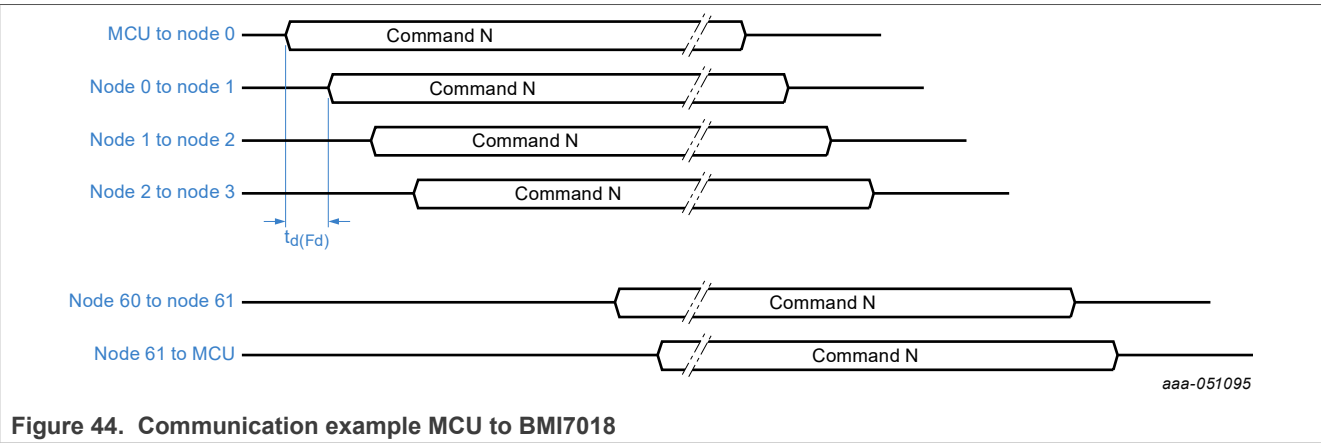 MCU to node 0 Command N
Node 0 to node 1 Command N
Node 1 to node 2 Command N
Node 2 to node 3 Command N
td(Fd)
Node 60 to node 61 Command N
Node 61 to MCU Command N
aaa-051095
Figure 44. Communication example MCU to BMI7018